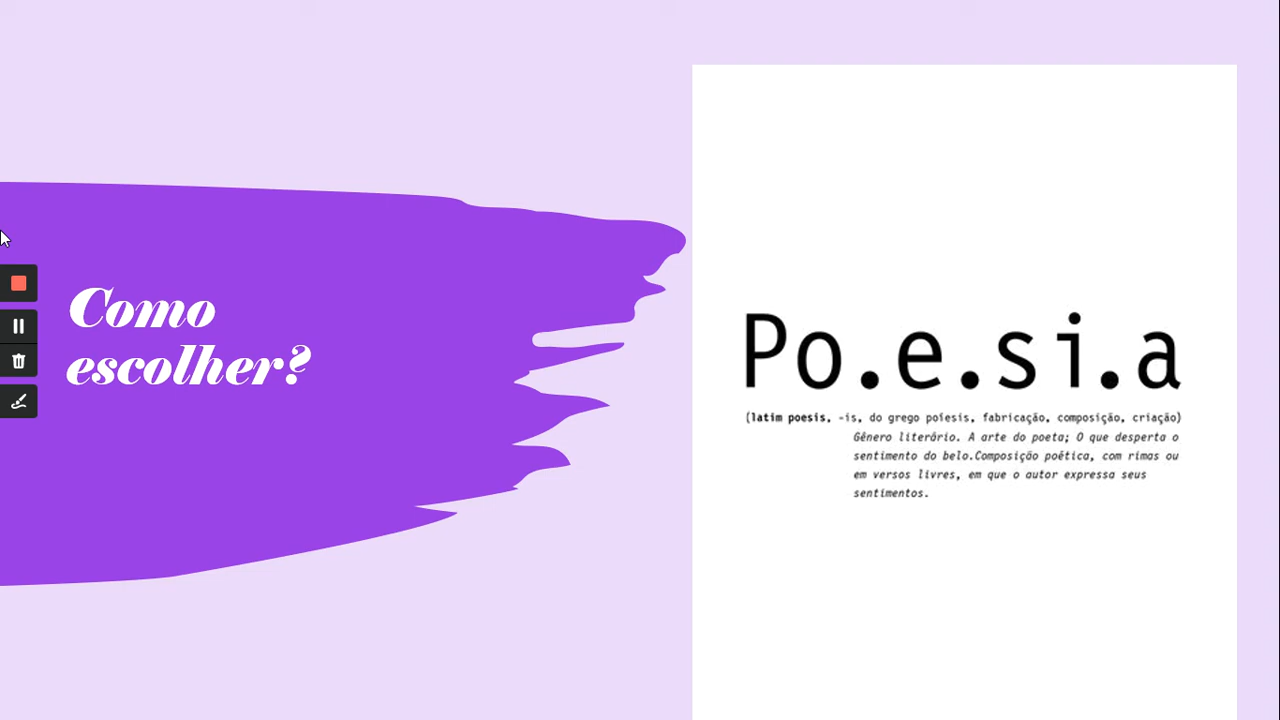 Como
escolher?
Po.e.si.a
(latim poesis, -is, do grego poíesis, fabricação, composição, criação)
Gênero literário. A arte do poeta; O que desperta o
sentimento do belo.Composição poética, com rimas ou
em versos livres, em que o autor expressa seus
sentimentos.